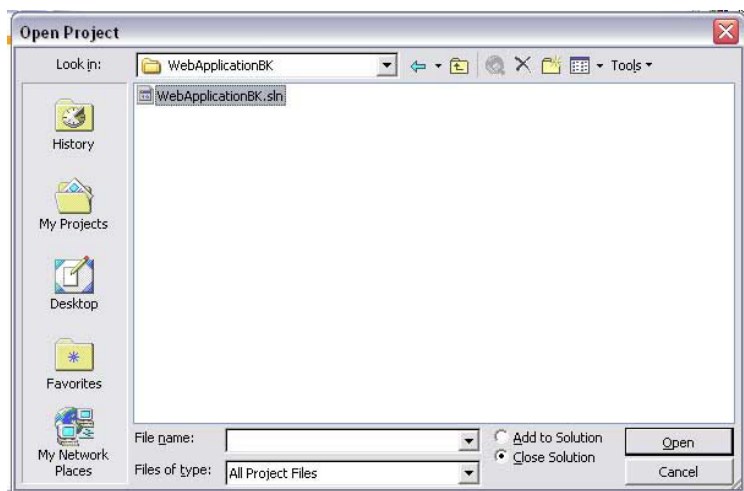 Open Project
Look in: WebApplicationBK Tools
WebApplicationBK.sln
History
My Projects
Desktop
Favorites
My Network
Places
File name:
Files of type: All Project Files
Add to Solution
Close Solution
Open
Cancel